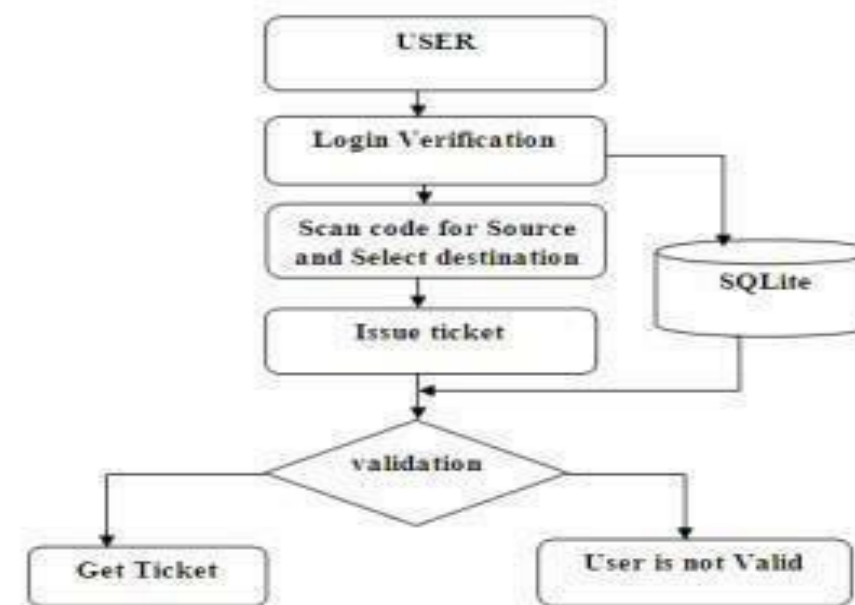 USER
Login Verification
Scan code for Source
and Select destination
SQLite
Issue ticket
validation
Get Ticket
User is not Valid